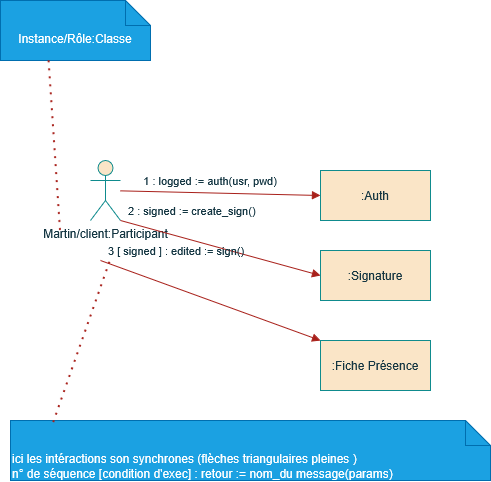 Instance/Rôle:Classe
1 : logged := auth(usr, pwd)
:Auth
2 : signed := create_sign()
Martin/client:Participant
3 [ signed ] : edited := sign()
:Signature
:Fiche Présence
ici les intéractions son synchrones (flèches triangulaires pleines )
n° de séquence [condition d'exec] : retour := nom_du message(params)